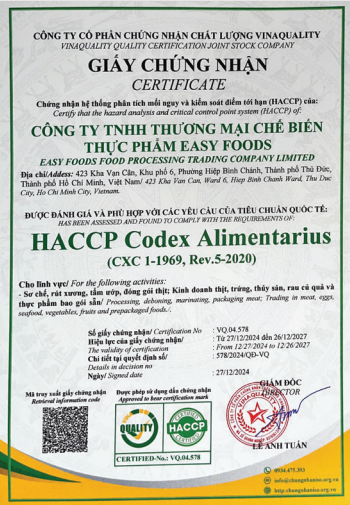 CÔNG TY CỔ PHẦN CHỨNG NHẬN CHẤT LƯỢNG VINAQUALITY
VINAQUALITY QUALITY CERTIFICATION JOINT STOCK COMPANY
GIẤY CHỨNG NHẬN
CERTIFICATE
Chứng nhận hệ thống phân tích mối nguy và kiểm soát điểm tới hạn (HACCP) của:
Certify that the hazard analysis and critical control point system (HACCP) of:
CÔNG TY TNHH THƯƠNG MẠI CHẾ BIẾN
THỰC PHẨM EASY FOODS
EASY FOODS FOOD PROCESSING TRADING COMPANY LIMITED
Địa chỉ/Address: 423 Kha Vạn Cân, Khu phố 6, Phường Hiệp Bình Chánh, Thành phố Thủ Đức,
Thành phố Hồ Chí Minh, Việt Nam/ 423 Kha Van Can, Ward 6, Hiep Binh Chanh Ward, Thu Duc
City, Ho Chi Minh City, Vietnam.
ĐƯỢC ĐÁNH GIÁ VÀ PHÙ HỢP VỚI CÁC YÊU CẦU CỦA TIÊU CHUẨN QUỐC TẾ:
HAS BEEN ASSESSED AND FOUND TO COMPLY WITH THE REQUIREMENTS OF:
HACCP Codex Alimentarius
(CXC 1-1969, Rev.5-2020)
Cho lĩnh vực/ For the following activities:
- Sơ chế, rút xương, tẩm ướp, đóng gói thịt; Kinh doanh thịt, trứng, thủy sản, rau củ quả và
thực phẩm bao gói sẵn/ Processing, deboning, marinating, packaging meat; Trading in meat, eggs,
seafood, vegetables, fruits and prepackaged foods./.
Số giấy chứng nhận/ Certification No : VQ.04.578
Hiệu lực của giấy chứng nhận/ : Từ 27/12/2024 đến 26/12/2027
The validity of certification : From 12/27/2024 to 12/26/2027
Chi tiết tại quyết định số/ : 578/2024/QĐ-VQ
Details in decision no
Ngày/ Signed date : 27/12/2024
GIÁM ĐỐC
DIRECTOR
Mã truy xuất giấy chứng nhận
Retrieval information code
Được phép sử dụng dấu chứng nhận
Approved to bear certification mark
QUALITY
HACCP
CERTIFIED-No.: VQ.04.578
VINAQUALITY
LÊ ANH TUẤN
0934.475.353
info@chungnhaniso.org.vn
http://chungnhaniso.org.vn